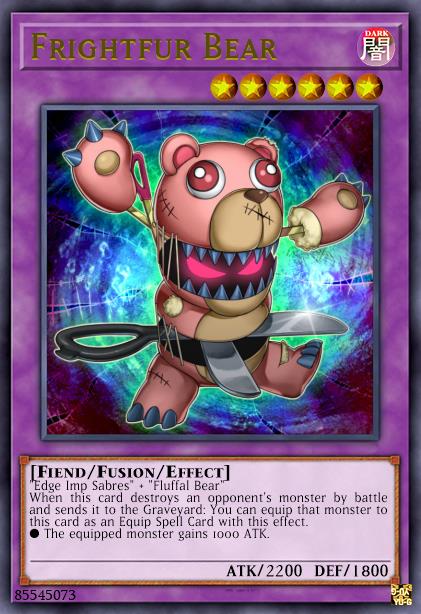 Frightfur Bear
DARK
闇
[Fiend/Fusion/Effect]
"Edge Imp Sabres" + "Fluffal Bear"
When this card destroys an opponent's monster by battle
and sends it to the Graveyard: You can equip that monster to
this card as an Equip Spell Card with this effect.
● The equipped monster gains 1000 ATK.
ATK/2200 DEF/1800
85545073